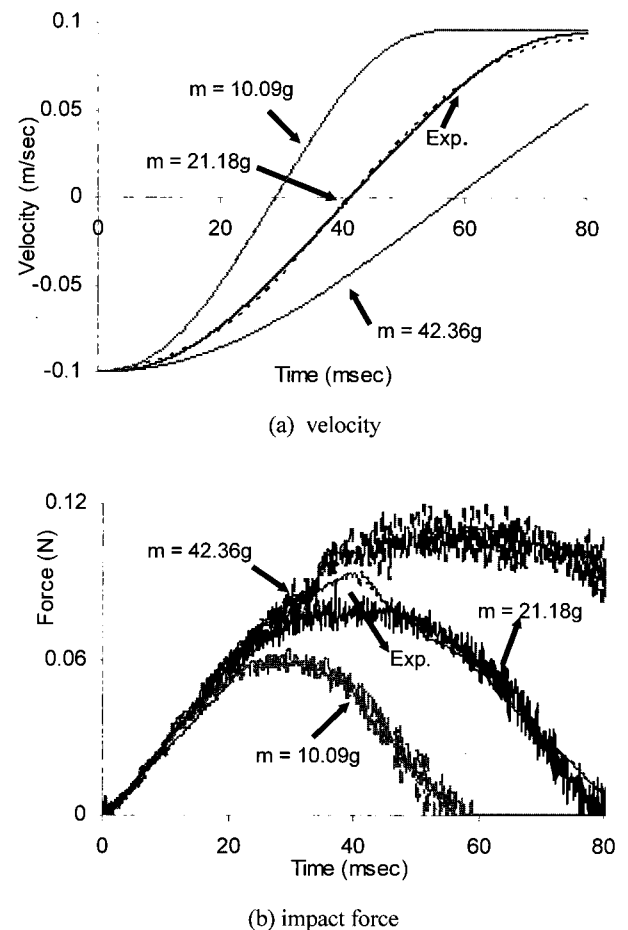 0.1
m = 10.09g
0.05
Exp.
m = 21.18g
Velocity (m/sec)
0
0
20
40
60
80
-0.05
m = 42.36g
-0.1
Time (msec)
(a) velocity
0.12
Force (N)
m = 42.36g
m = 21.18g
0.06
Exp.
m = 10.09g
0
0
20
40
60
80
Time (msec)
(b) impact force